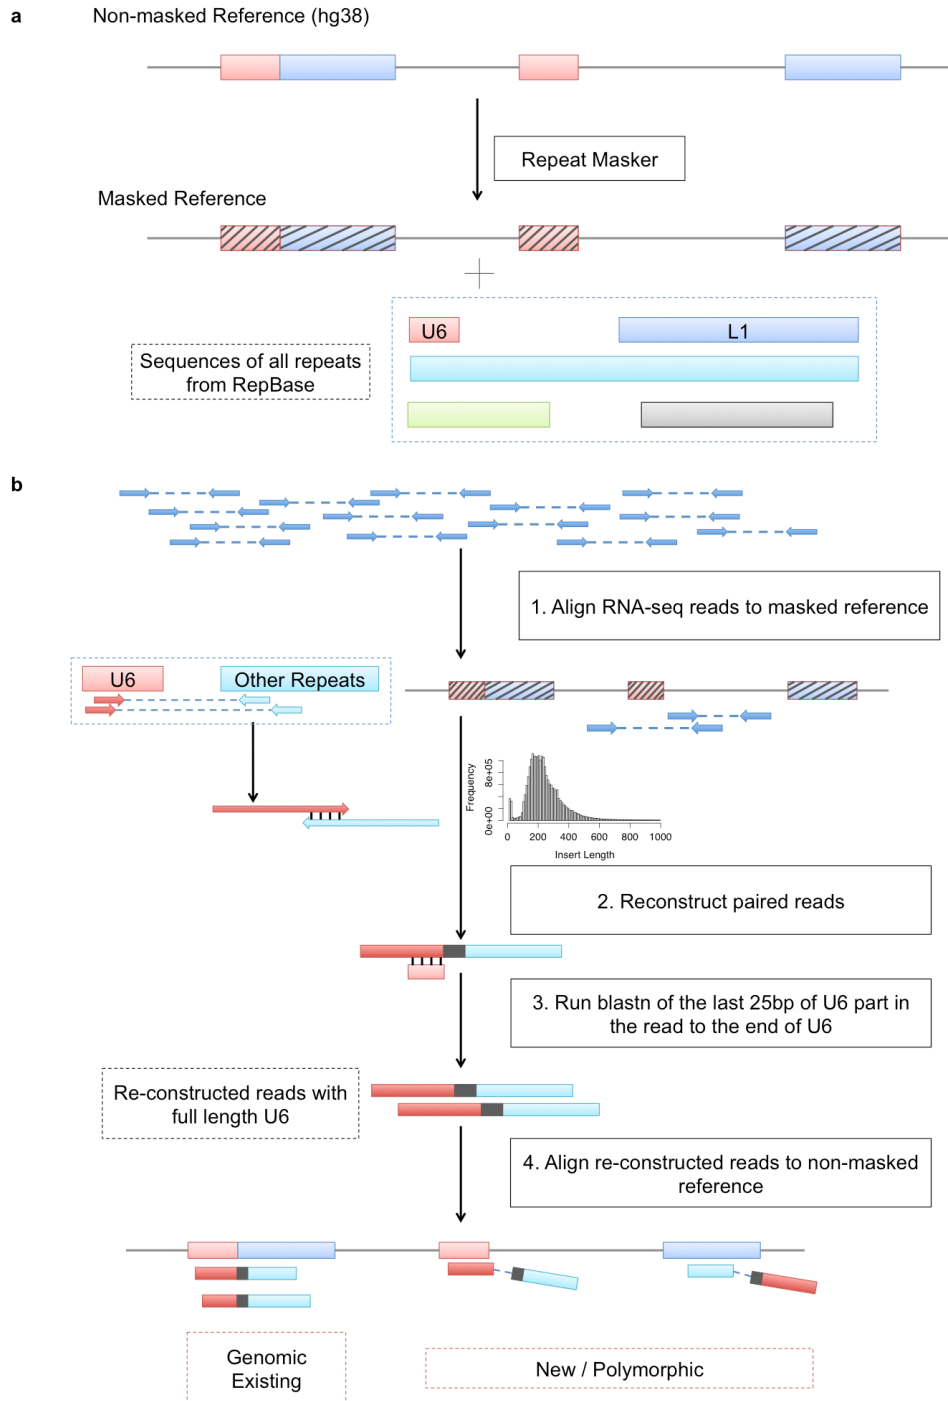 a
Non-masked Reference (hg38)
Repeat Masker
Masked Reference
U6
L1
Sequences of all repeats
from RepBase
b
1. Align RNA-seq reads to masked reference
U6
Other Repeats
Frequency
8e+05
0e+00
0 200 400 600 800 1000
Insert Length
2. Reconstruct paired reads
3. Run blastn of the last 25bp of U6 part in
the read to the end of U6
Re-constructed reads with
full length U6
4. Align re-constructed reads to non-masked
reference
Genomic
Existing
New / Polymorphic